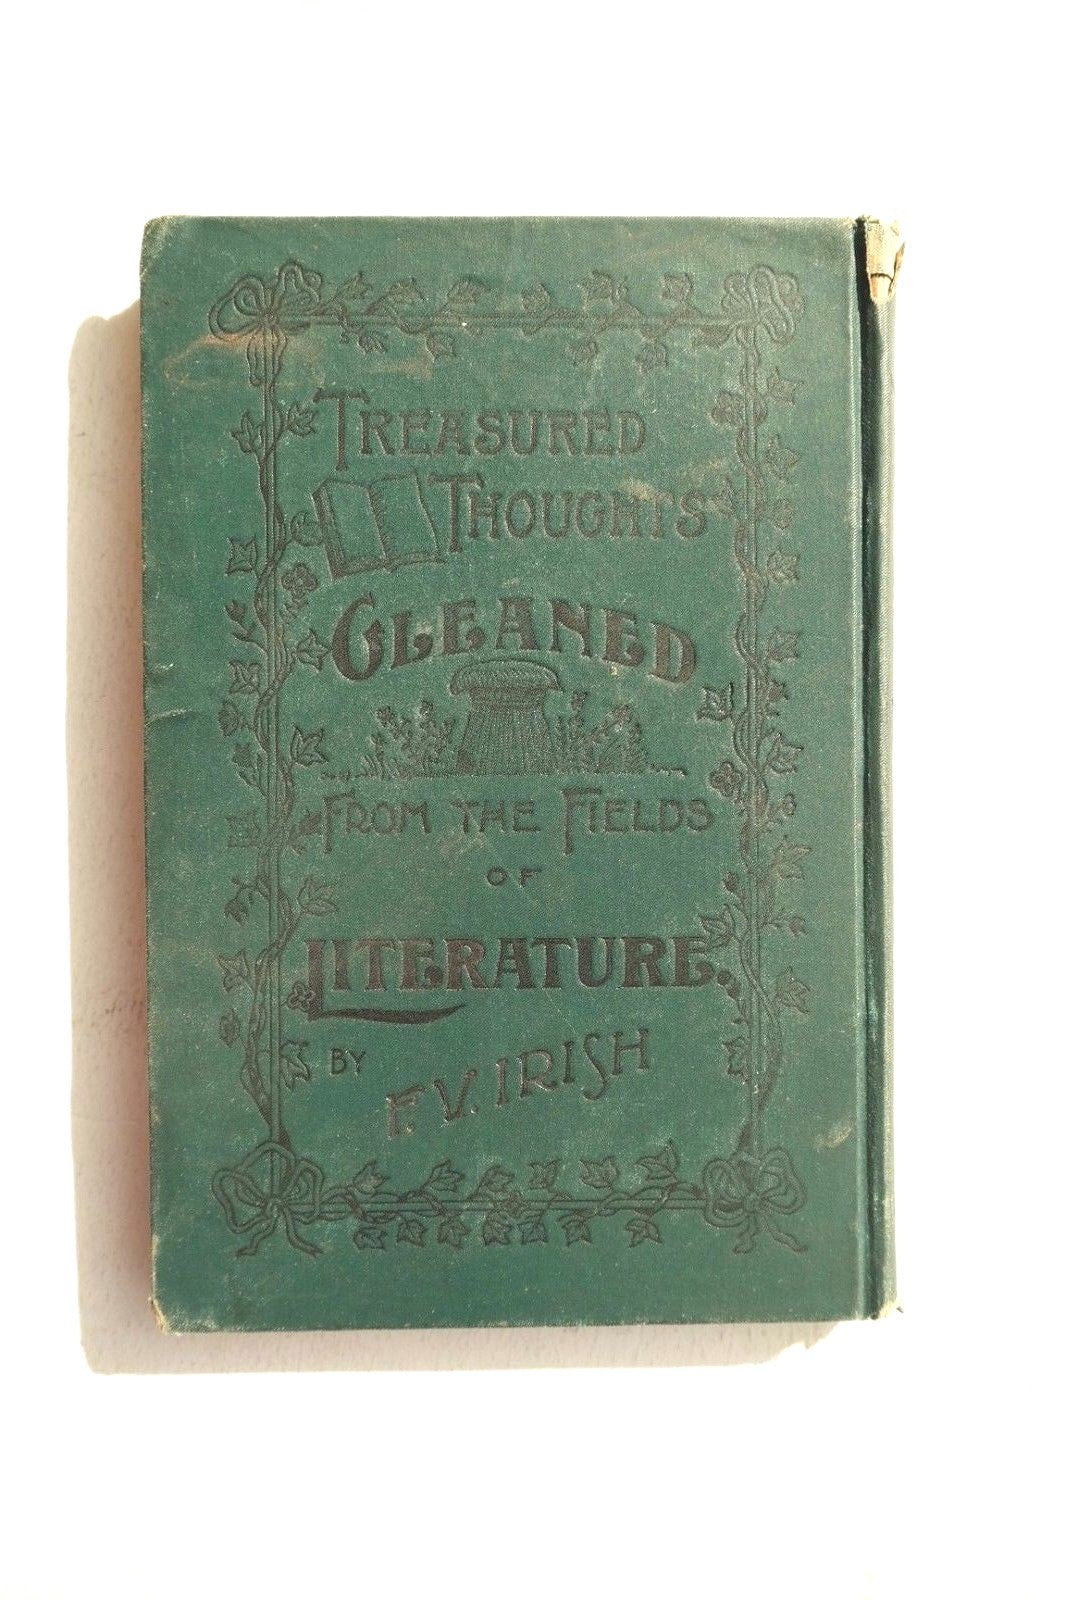 TREASURED
THOUGHTS
GLEANED
FROM THE FIELDS
OF
LITERATURE.
BY F. V. IRISH